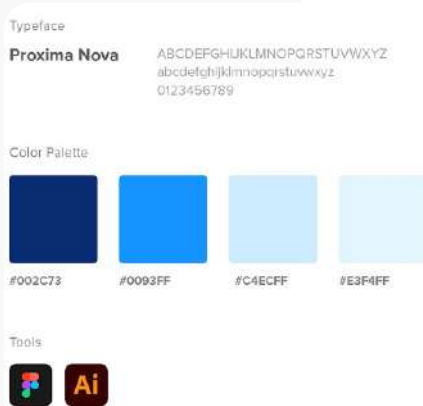 Typeface
Proxima Nova
ABCDEFGHIJKLMNOPQRSTUVWXYZ
abcdefghijklmnopqrstuvwxyz
0123456789
Color Palette
#002C73 #0093FF #C4ECFF #E3F4FF
Tools
Ai